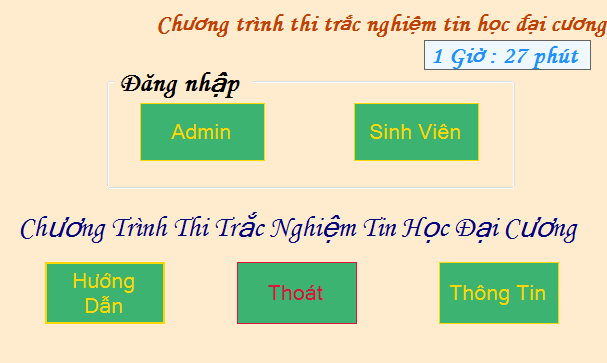 Chương trình thi trắc nghiệm tin học đại cương
1 Giờ : 27 phút
Đăng nhập
Admin
Sinh Viên
Chương Trình Thi Trắc Nghiệm Tin Học Đại Cương
Hướng
Dẫn
Thoát
Thông Tin